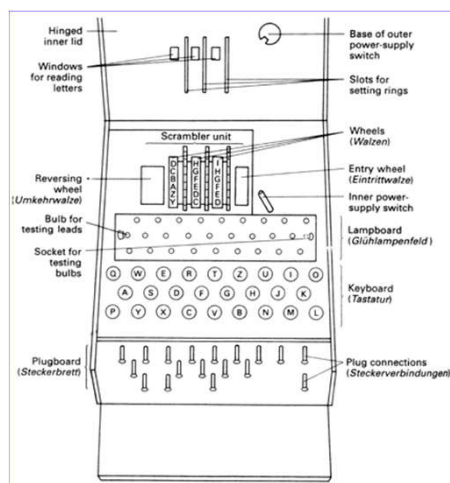 Hinged
inner lid
Windows
for reading
letters
Base of outer
power-supply
switch
Slots for
setting rings
Scrambler unit
Wheels
(Walzen)
Reversing
wheel
(Umkehrwalze)
D
C
B
A
Z
Y
H
G
F
E
D
C
I
H
G
F
E
D
Entry wheel
(Eintrittwalze)
Inner power-
supply switch
Bulb for
testing leads
Socket for
testing
bulbs
Lampboard
(Glühlampenfeld)
Q W E R T Z U I O
A S D F G H J K
P Y X C V B N M L
Keyboard
(Tastatur)
Plugboard
(Steckerbrett)
Plug connections
(Steckerverbindungen)